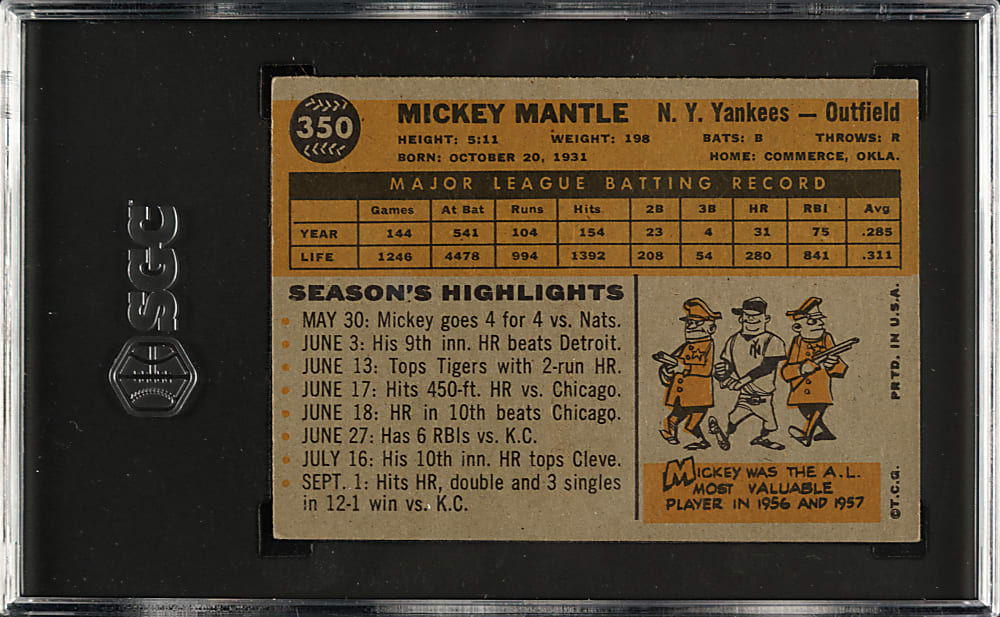 SGC
350
MICKEY MANTLE N. Y. Yankees — Outfield
HEIGHT: 5:11 WEIGHT: 198 BATS: B THROWS: R
BORN: OCTOBER 20, 1931 HOME: COMMERCE, OKLA.
MAJOR LEAGUE BATTING RECORD
Games At Bat Runs Hits 2B 3B HR RBI Avg
YEAR 144 541 104 154 23 4 31 75 .285
LIFE 1246 4478 994 1392 208 54 280 841 .311
SEASON'S HIGHLIGHTS
MAY 30: Mickey goes 4 for 4 vs. Nats.
JUNE 3: His 9th inn. HR beats Detroit.
JUNE 13: Tops Tigers with 2-run HR.
JUNE 17: Hits 450-ft. HR vs. Chicago.
JUNE 18: HR in 10th beats Chicago.
JUNE 27: Has 6 RBIs vs. K.C.
JULY 16: His 10th inn. HR tops Cleve.
SEPT. 1: Hits HR, double and 3 singles
in 12-1 win vs. K.C.
NY
MICKEY WAS THE A.L.
MOST VALUABLE
PLAYER IN 1956 AND 1957
©T.C.G. PRTD. IN U.S.A.